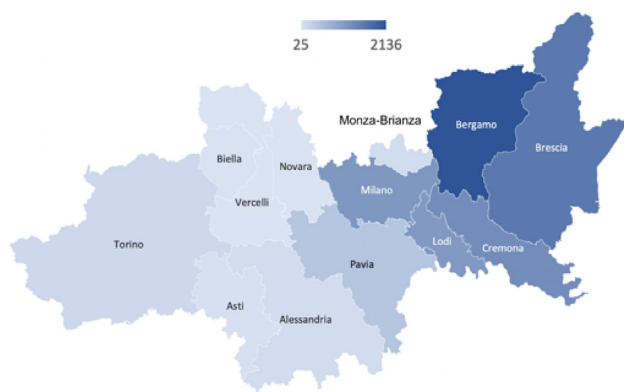 25 2136
Monza-Brianza
Bergamo
Brescia
Biella
Novara
Milano
Vercelli
Torino
Lodi
Cremona
Pavia
Asti
Alessandria